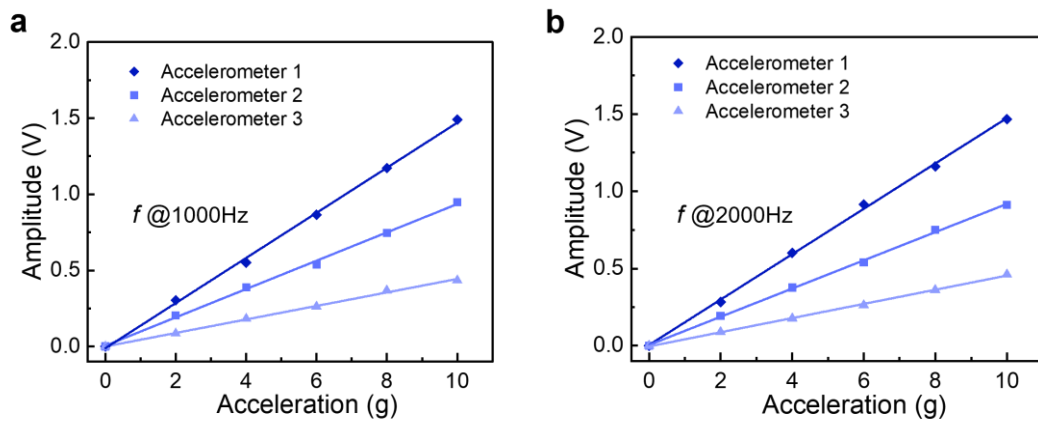 a
2.0
1.5
1.0
0.5
0.0
Amplitude (V)
Accelerometer 1
Accelerometer 2
Accelerometer 3
f @1000Hz
0 2 4 6 8 10
Acceleration (g)
b
2.0
1.5
1.0
0.5
0.0
Amplitude (V)
Accelerometer 1
Accelerometer 2
Accelerometer 3
f @2000Hz
0 2 4 6 8 10
Acceleration (g)